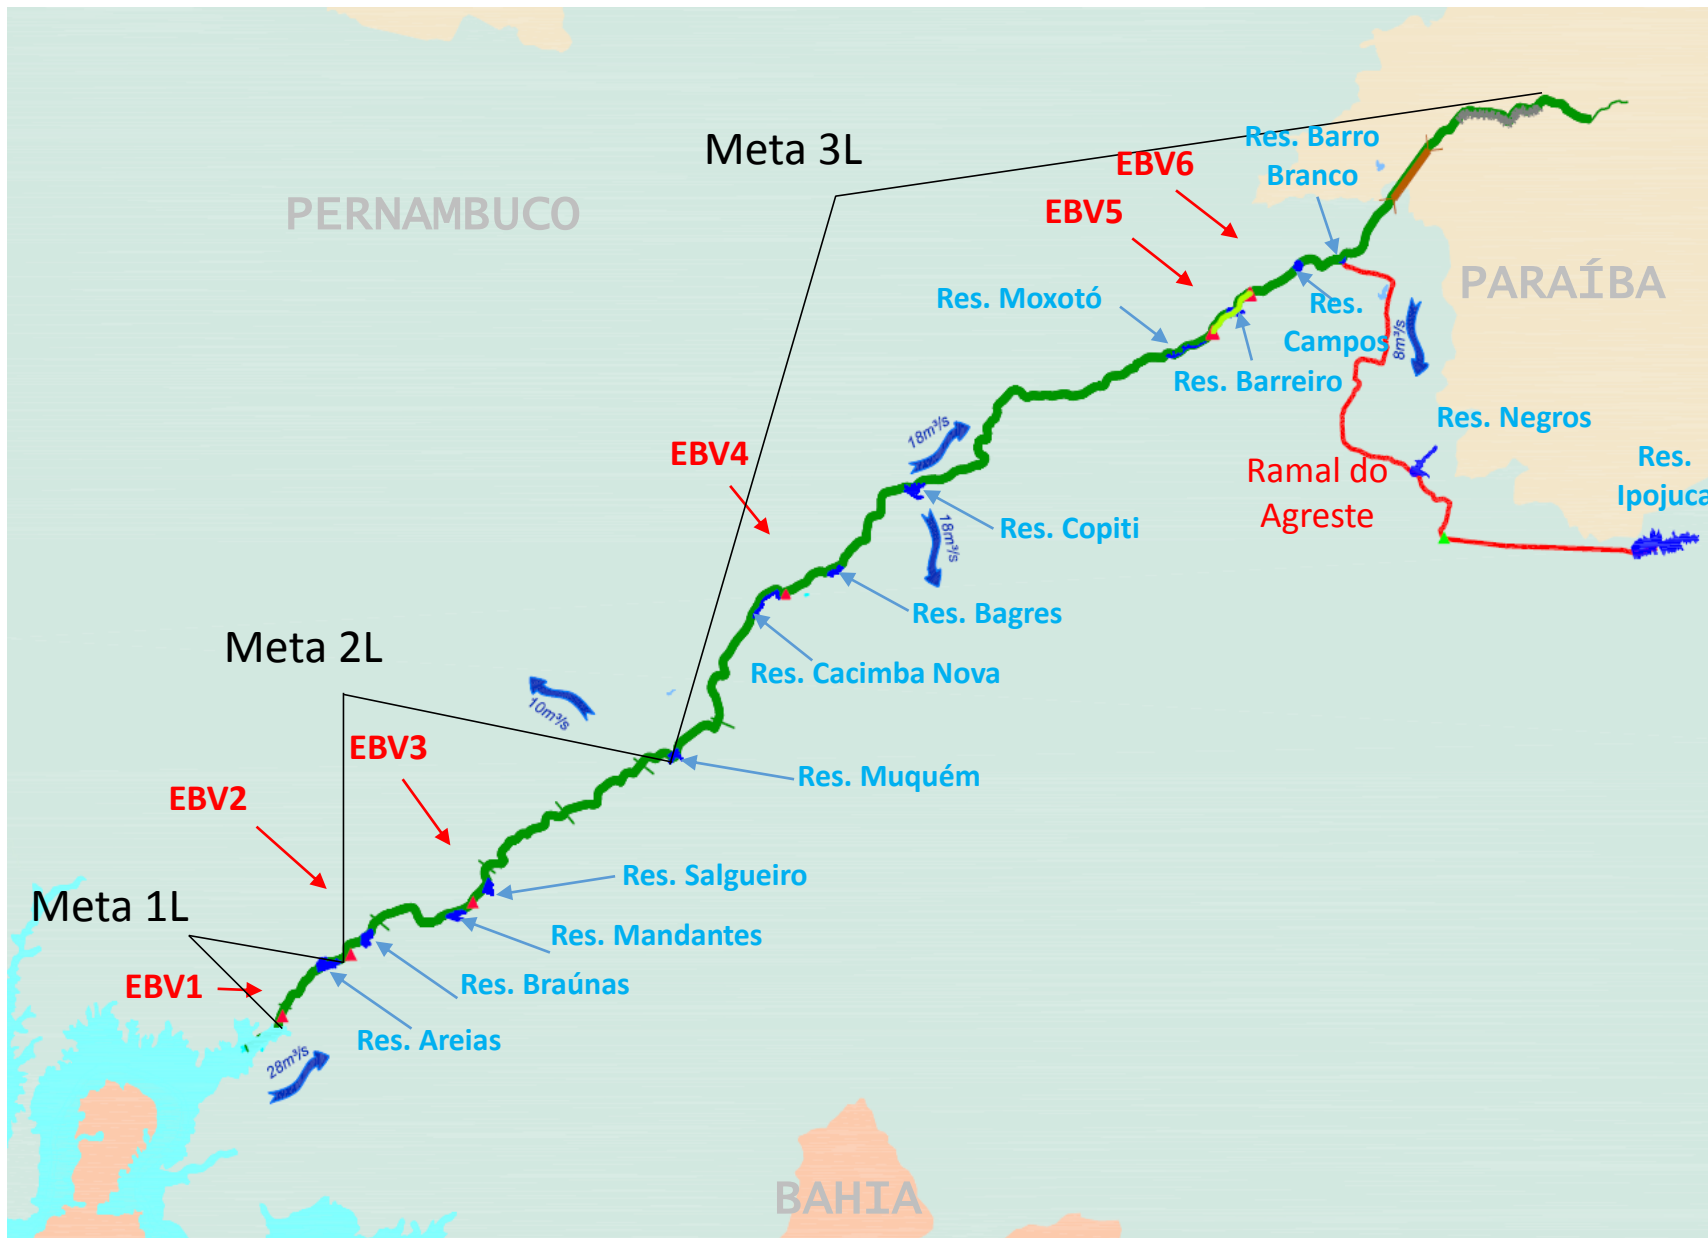 Meta 3L
Res. Barro
Branco
EBV6
EBV5
PERNAMBUCO
PARAÍBA
Res. Moxotó
Res.
Campos
8m³/s
Res. Barreiro
Res. Negros
18m³/s
EBV4
Ramal do
Agreste
Res.
Ipojuca
Res. Copiti
18m³/s
Res. Bagres
Meta 2L
Res. Cacimba Nova
10m³/s
EBV3
Res. Muquém
EBV2
Res. Salgueiro
Meta 1L
Res. Mandantes
EBV1
Res. Braúnas
Res. Areias
28m³/s
BAHIA